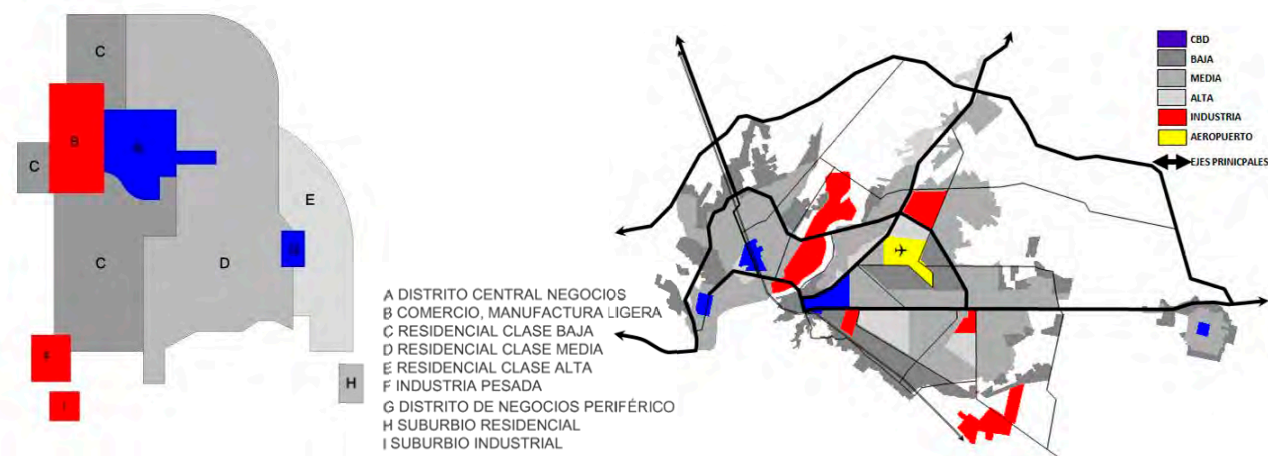 C
B
A
C
E
C
D
G
F
H
I
A DISTRITO CENTRAL NEGOCIOS
B COMERCIO, MANUFACTURA LIGERA
C RESIDENCIAL CLASE BAJA
D RESIDENCIAL CLASE MEDIA
E RESIDENCIAL CLASE ALTA
F INDUSTRIA PESADA
G DISTRITO DE NEGOCIOS PERIFÉRICO
H SUBURBIO RESIDENCIAL
I SUBURBIO INDUSTRIAL
CBD
BAJA
MEDIA
ALTA
INDUSTRIA
AEROPUERTO
EJES PRINICPALES